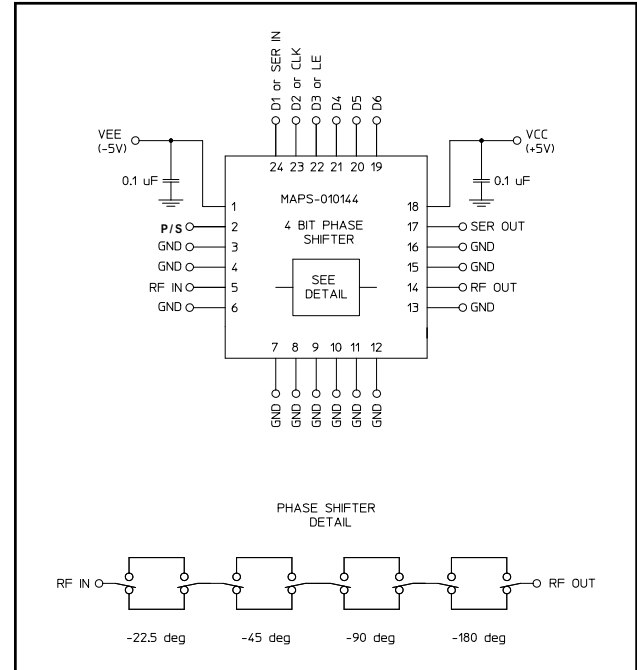 D1 or SER IN
D2 or CLK
D3 or LE
D4
D5
D6
VEE
(-5V)
VCC
(+5V)
0.1 uF
0.1 uF
24 23 22 21 20 19
MAPS-010144
4 BIT PHASE
SHIFTER
SEE
DETAIL
1
P/S 2
GND 3
GND 4
RF IN 5
GND 6
18
17 SER OUT
16 GND
15 GND
14 RF OUT
13 GND
7 8 9 10 11 12
GND GND GND GND GND GND
PHASE SHIFTER
DETAIL
RF IN
RF OUT
-22.5 deg -45 deg -90 deg -180 deg